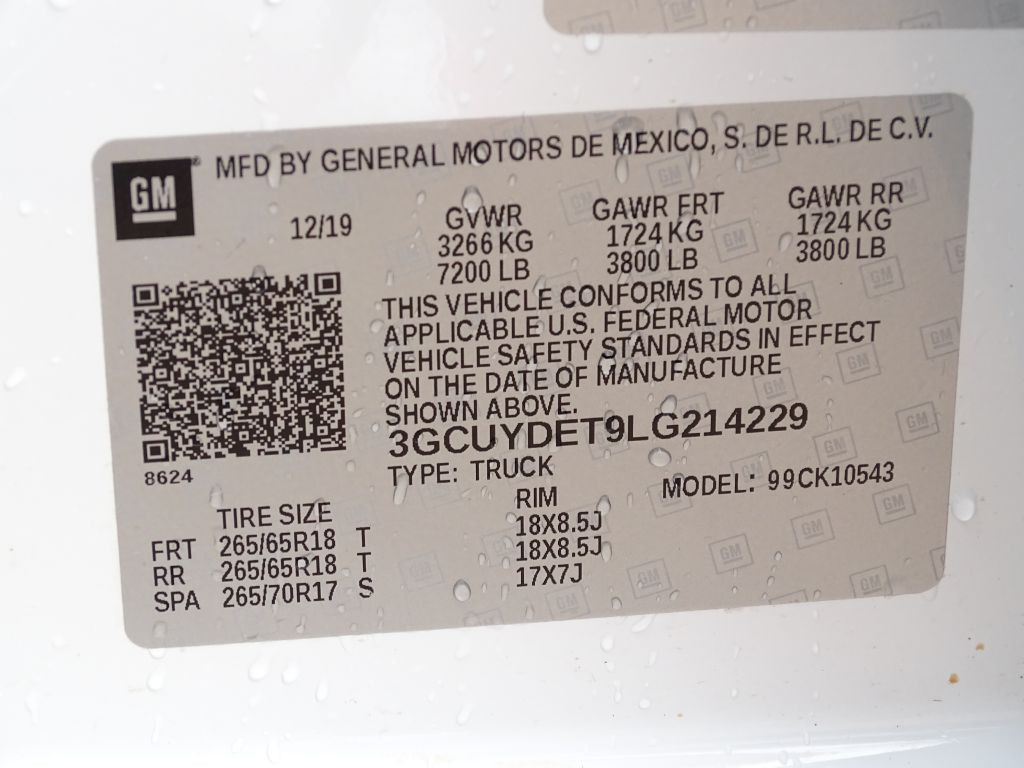 GM® MFD BY GENERAL MOTORS DE MEXICO, S. DE R.L. DE C.V.
12/19 GVWR GAWR FRT GAWR RR
3266 KG 1724 KG 1724 KG
7200 LB 3800 LB 3800 LB
THIS VEHICLE CONFORMS TO ALL
APPLICABLE U.S. FEDERAL MOTOR
VEHICLE SAFETY STANDARDS IN EFFECT
ON THE DATE OF MANUFACTURE
SHOWN ABOVE.
3GCUYDET9LG214229
8624 TYPE: TRUCK MODEL: 99CK10543
TIRE SIZE RIM
FRT 265/65R18 T 18X8.5J
RR 265/65R18 T 18X8.5J
SPA 265/70R17 S 17X7J